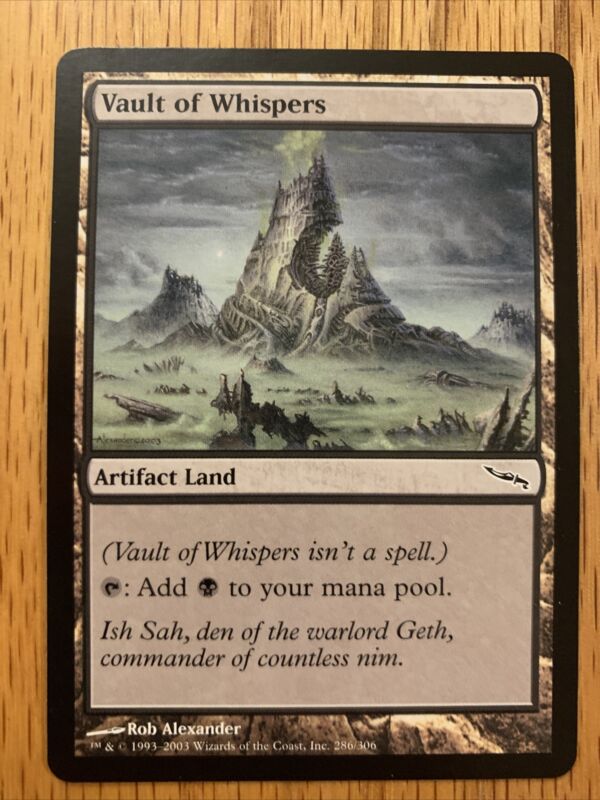 Vault of Whispers
Alexander©2003
Artifact Land
(Vault of Whispers isn't a spell.)
: Add to your mana pool.
Ish Sah, den of the warlord Geth,
commander of countless nim.
Rob Alexander
™ & © 1993–2003 Wizards of the Coast, Inc. 286/306